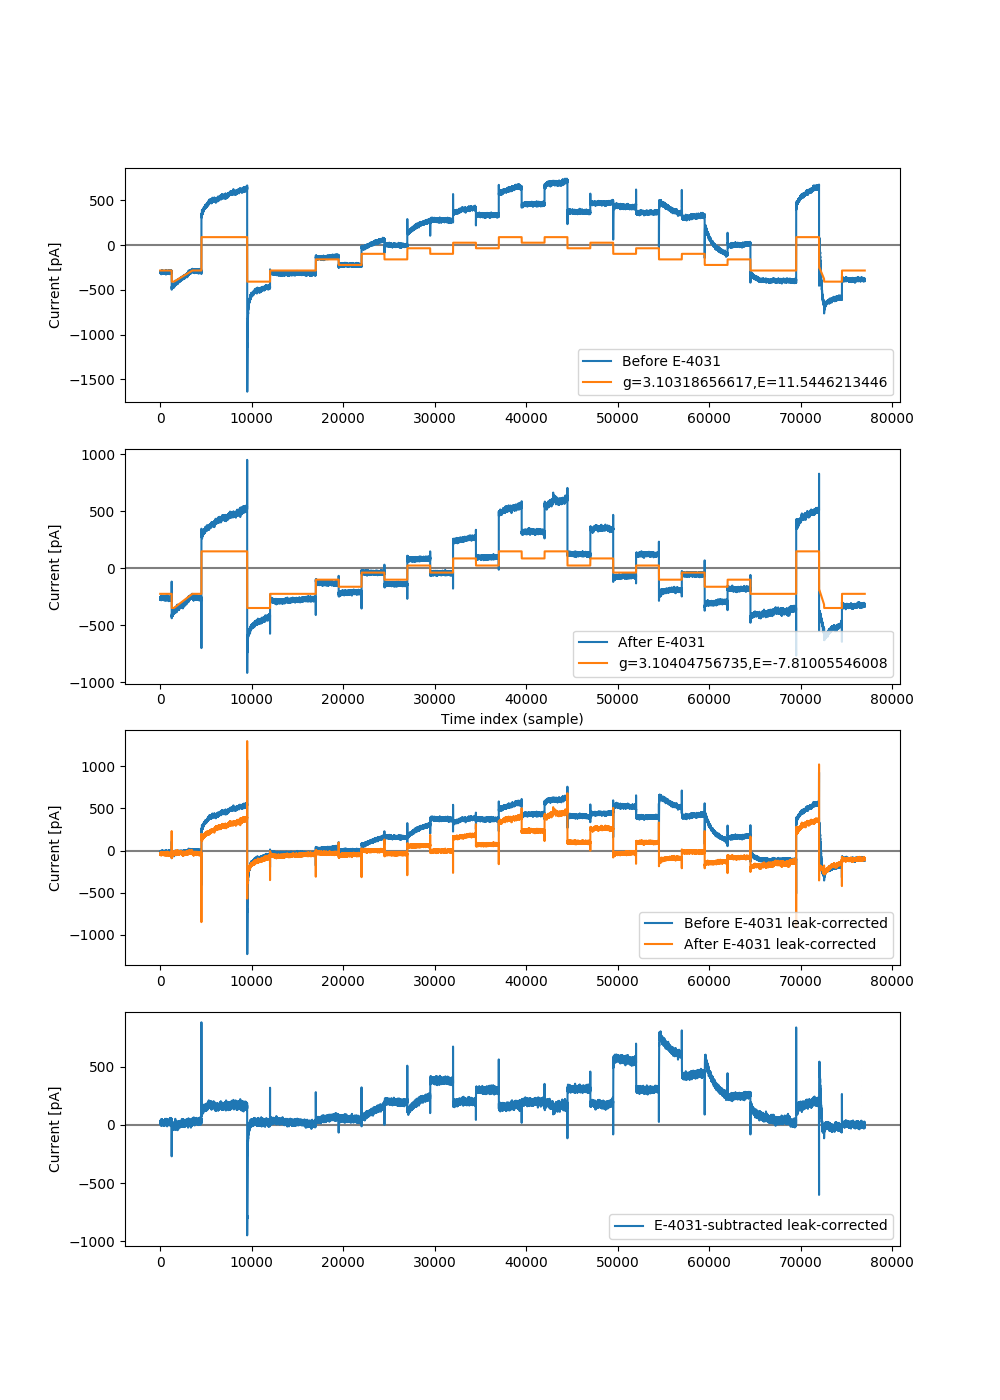 500
0
−500
−1000
−1500
Current [pA]
Before E-4031
g=3.10318656617,E=11.5446213446
0 10000 20000 30000 40000 50000 60000 70000 80000
1000
500
0
−500
−1000
Current [pA]
After E-4031
g=3.10404756735,E=-7.81005546008
0 10000 20000 30000 40000 50000 60000 70000 80000
Time index (sample)
1000
500
0
−500
−1000
Current [pA]
Before E-4031 leak-corrected
After E-4031 leak-corrected
0 10000 20000 30000 40000 50000 60000 70000 80000
500
0
−500
−1000
Current [pA]
E-4031-subtracted leak-corrected
0 10000 20000 30000 40000 50000 60000 70000 80000